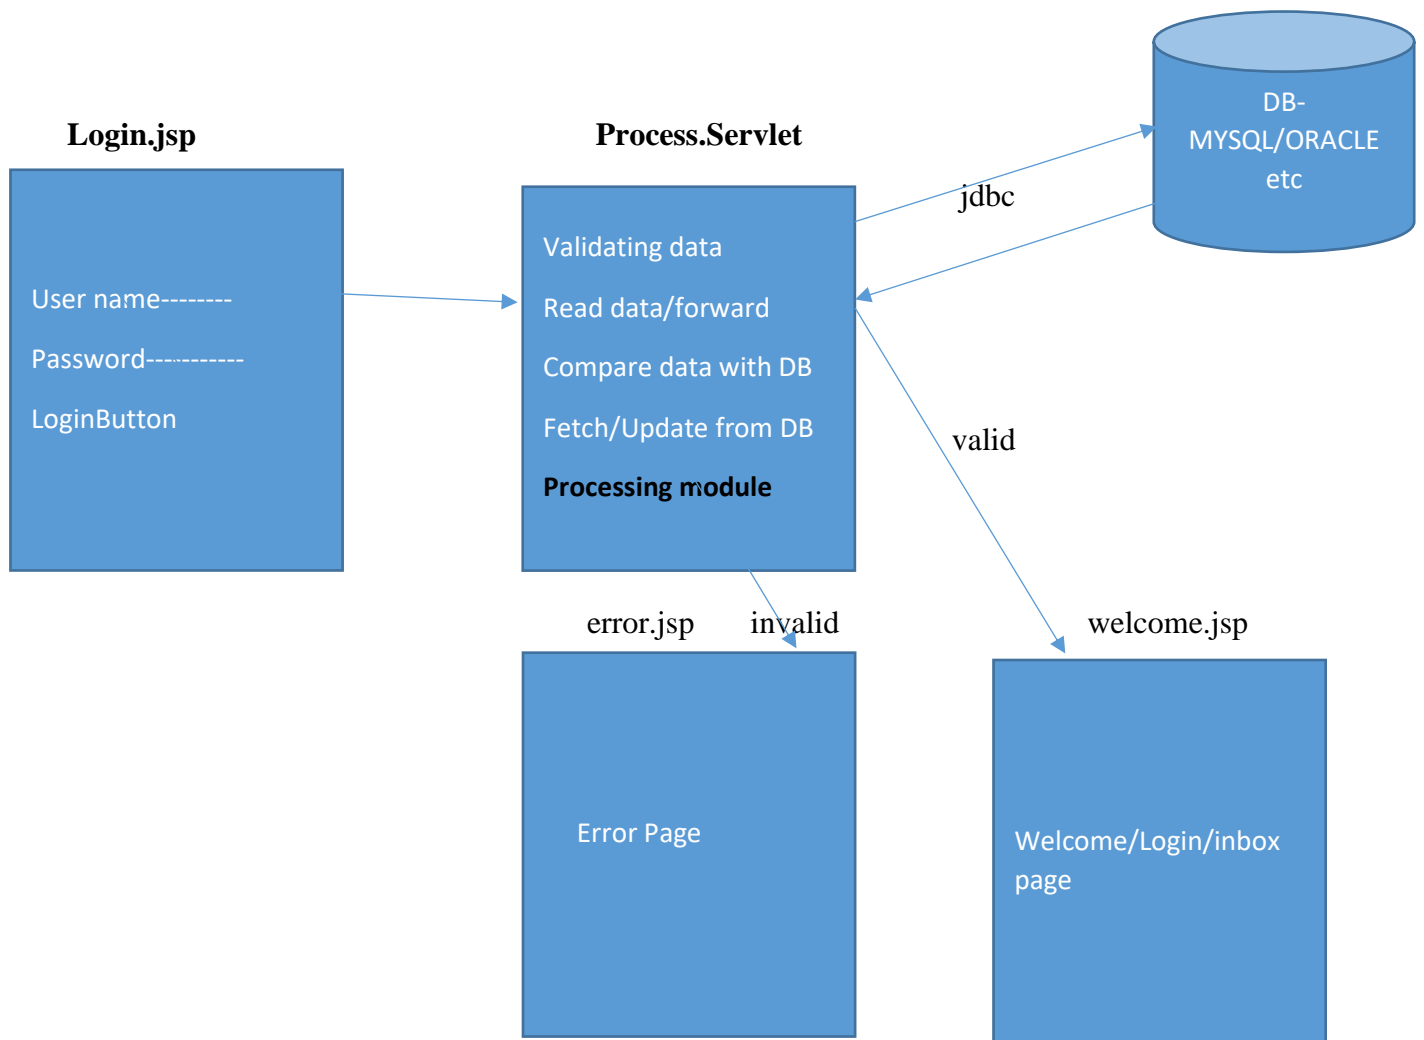 Login.jsp
User name--------
Password-----------
LoginButton
Process.Servlet
Validating data
Read data/forward
Compare data with DB
Fetch/Update from DB
Processing module
jdbc
DB-
MYSQL/ORACLE
etc
valid
error.jsp
invalid
Error Page
welcome.jsp
Welcome/Login/inbox
page